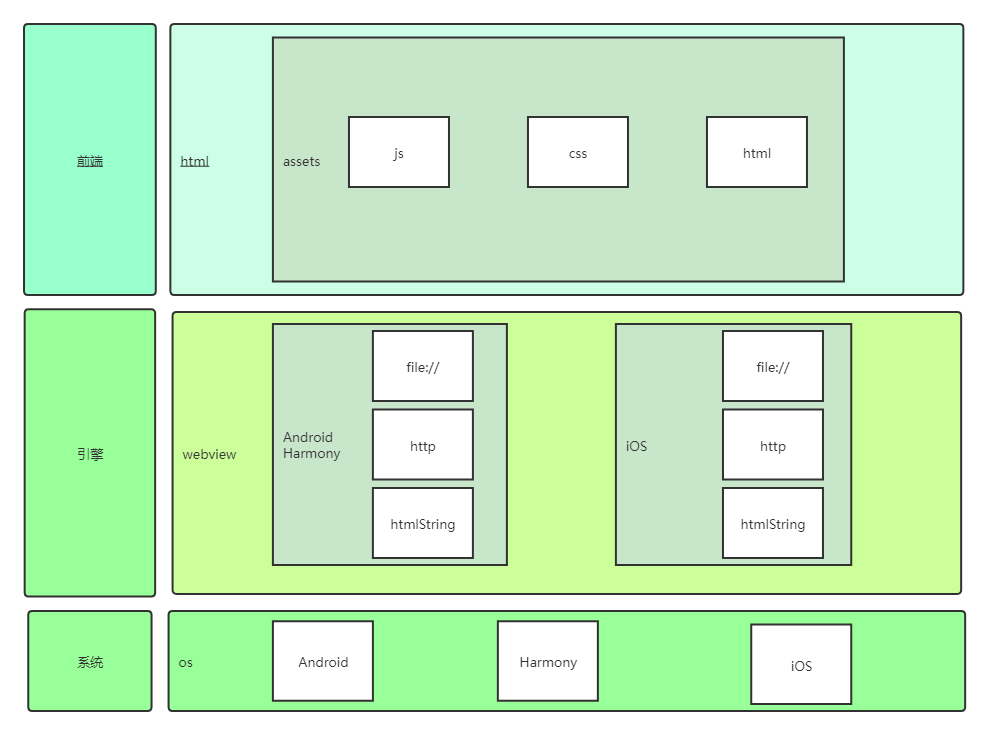 前端
html
assets
js
css
html
引擎
webview
Android
Harmony
file://
http
htmlString
iOS
file://
http
htmlString
系统
os
Android
Harmony
iOS